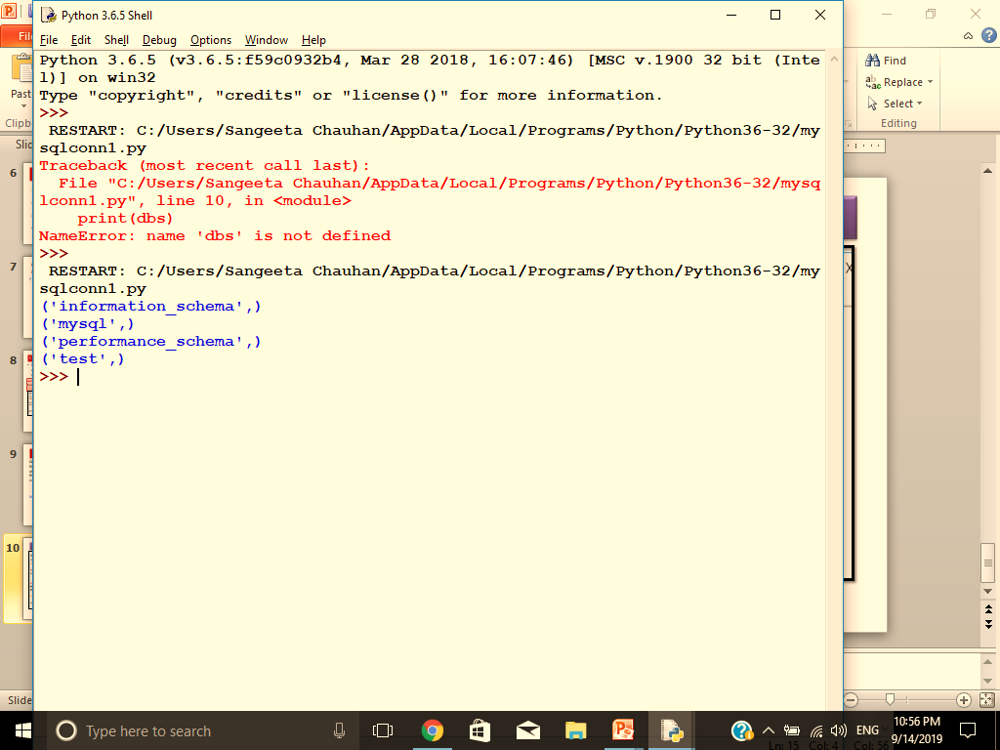 Python 3.6.5 Shell
File Edit Shell Debug Options Window Help
Python 3.6.5 (v3.6.5:f59c0932b4, Mar 28 2018, 16:07:46) [MSC v.1900 32 bit (Inte
l)] on win32
Type "copyright", "credits" or "license()" for more information.
>>>
RESTART: C:/Users/Sangeeta Chauhan/AppData/Local/Programs/Python/Python36-32/my
sqlconn1.py
Traceback (most recent call last):
File "C:/Users/Sangeeta Chauhan/AppData/Local/Programs/Python/Python36-32/mysq
lconn1.py", line 10, in <module>
print(dbs)
NameError: name 'dbs' is not defined
>>>
RESTART: C:/Users/Sangeeta Chauhan/AppData/Local/Programs/Python/Python36-32/my
sqlconn1.py
('information_schema',)
('mysql',)
('performance_schema',)
('test',)
>>>
Fil
Past
Clipb
Slic
6
7
8
9
10
Slide
Find
Replace
Select
Editing
X
Type here to search
ENG
10:56 PM
9/14/2019
Ln: 15 Col: 4
Col: 56